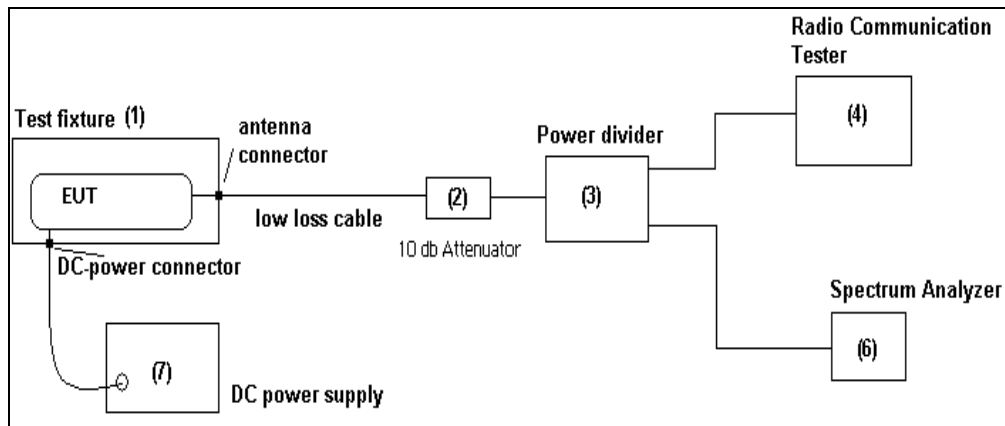 Radio Communication
Tester
(4)
Test fixture (1)
antenna
connector
Power divider
EUT
(2)
(3)
low loss cable
10 db Attenuator
DC-power connector
Spectrum Analyzer
(6)
(7)
DC power supply